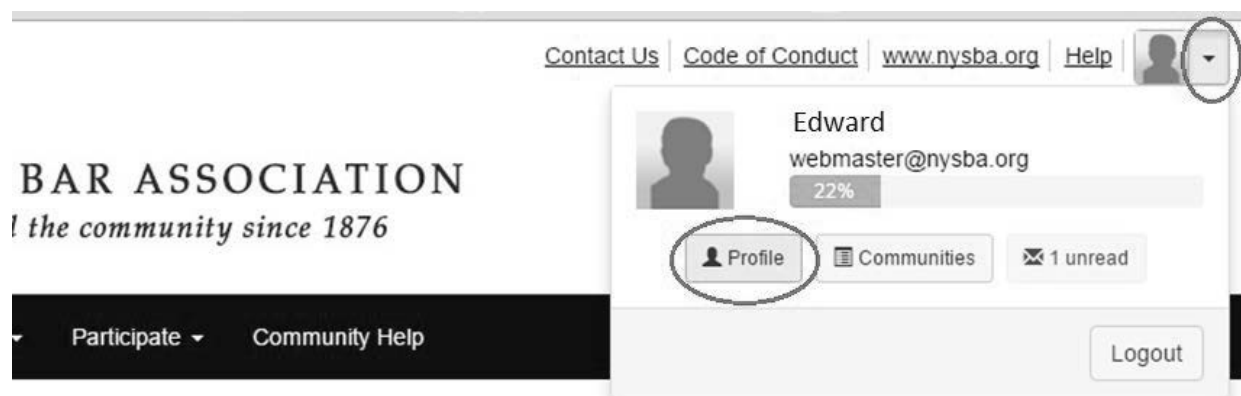 Contact Us Code of Conduct www.nysba.org Help
Edward
webmaster@nysba.org
22%
BAR ASSOCIATION
the community since 1876
Profile Communities 1 unread
Participate Community Help
Logout